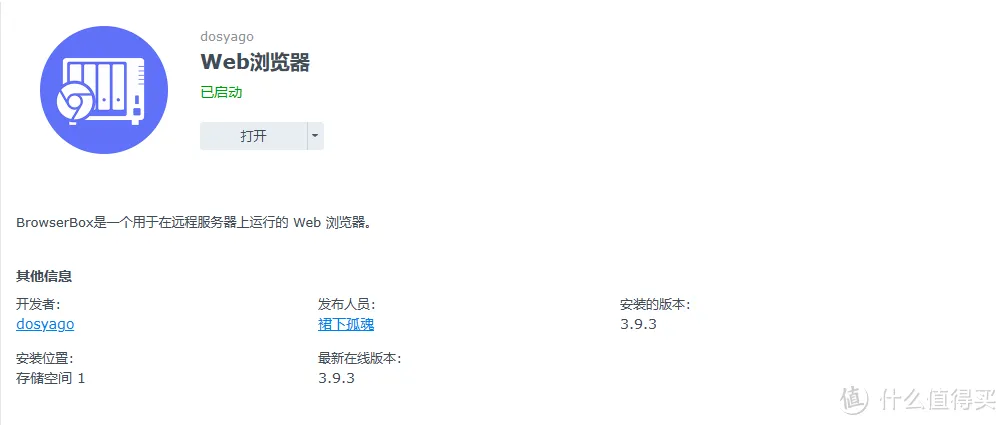 dosyago
Web浏览器
已启动
打开
BrowserBox是一个用于在远程服务器上运行的 Web 浏览器。
其他信息
开发者:
dosyago
发布人员:
裙下孤魂
安装的版本:
3.9.3
安装位置:
存储空间 1
最新在线版本:
3.9.3
值 什么值得买